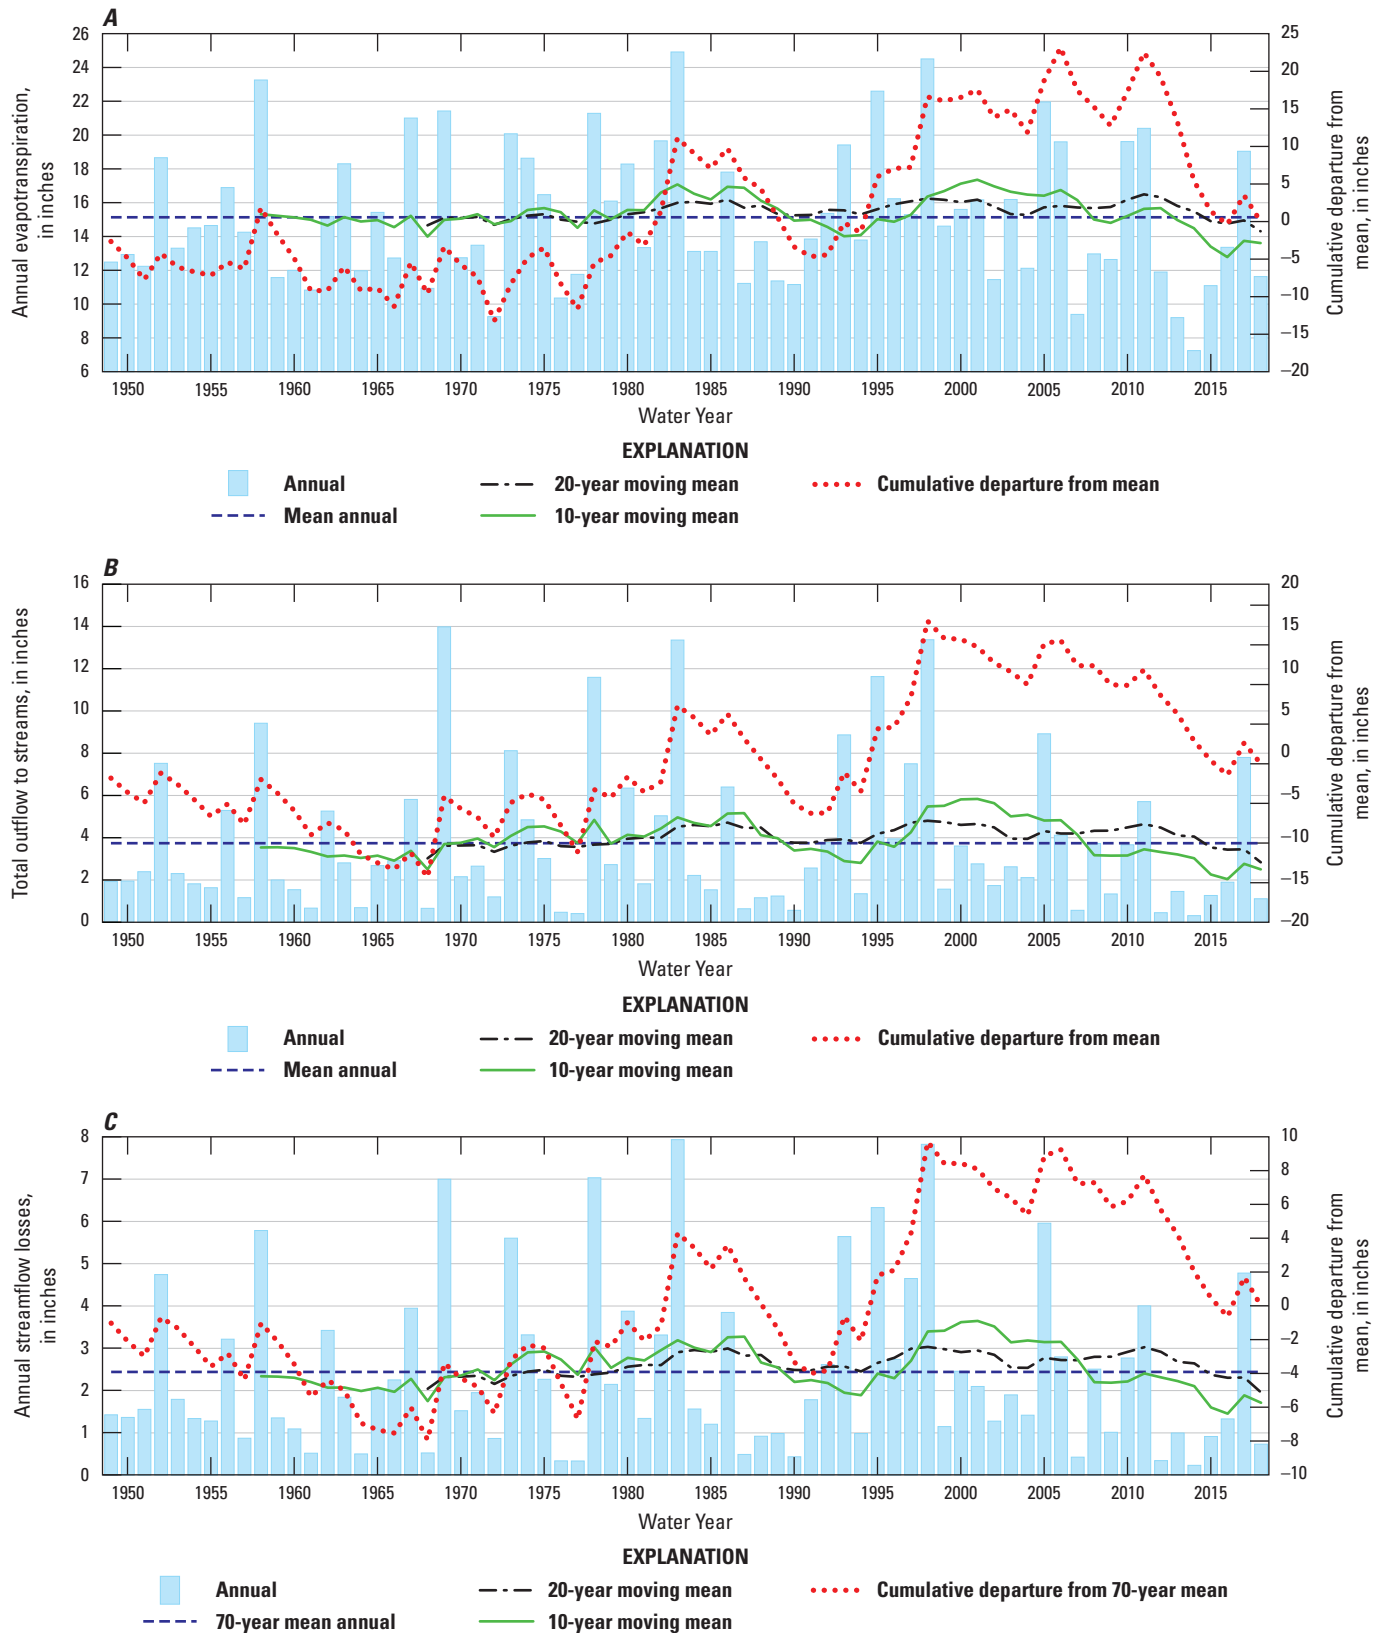 A
Annual evapotranspiration,
in inches
26
24
22
20
18
16
14
12
10
8
6
25
20
15
10
5
0
–5
–10
–15
–20
Cumulative departure from
mean, in inches
1950 1955 1960 1965 1970 1975 1980 1985 1990 1995 2000 2005 2010 2015
Water Year
EXPLANATION
Annual 20-year moving mean Cumulative departure from mean
Mean annual 10-year moving mean
B
Total outflow to streams, in inches
16
14
12
10
8
6
4
2
0
20
15
10
5
0
–5
–10
–15
–20
Cumulative departure from
mean, in inches
1950 1955 1960 1965 1970 1975 1980 1985 1990 1995 2000 2005 2010 2015
Water Year
EXPLANATION
Annual 20-year moving mean Cumulative departure from mean
Mean annual 10-year moving mean
C
Annual streamflow losses,
in inches
8
7
6
5
4
3
2
1
0
10
8
6
4
2
0
–2
–4
–6
–8
–10
Cumulative departure from
mean, in inches
1950 1955 1960 1965 1970 1975 1980 1985 1990 1995 2000 2005 2010 2015
Water Year
EXPLANATION
Annual 20-year moving mean Cumulative departure from 70-year mean
70-year mean annual 10-year moving mean